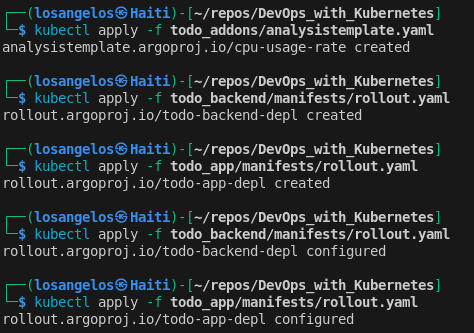 ┌──(losangelos㉿Haiti)-[~/repos/DevOps_with_Kubernetes]
└─$ kubectl apply -f todo_addons/analysistemplate.yaml
analysistemplate.argoproj.io/cpu-usage-rate created
┌──(losangelos㉿Haiti)-[~/repos/DevOps_with_Kubernetes]
└─$ kubectl apply -f todo_backend/manifests/rollout.yaml
rollout.argoproj.io/todo-backend-depl created
┌──(losangelos㉿Haiti)-[~/repos/DevOps_with_Kubernetes]
└─$ kubectl apply -f todo_app/manifests/rollout.yaml
rollout.argoproj.io/todo-app-depl created
┌──(losangelos㉿Haiti)-[~/repos/DevOps_with_Kubernetes]
└─$ kubectl apply -f todo_backend/manifests/rollout.yaml
rollout.argoproj.io/todo-backend-depl configured
┌──(losangelos㉿Haiti)-[~/repos/DevOps_with_Kubernetes]
└─$ kubectl apply -f todo_app/manifests/rollout.yaml
rollout.argoproj.io/todo-app-depl configured